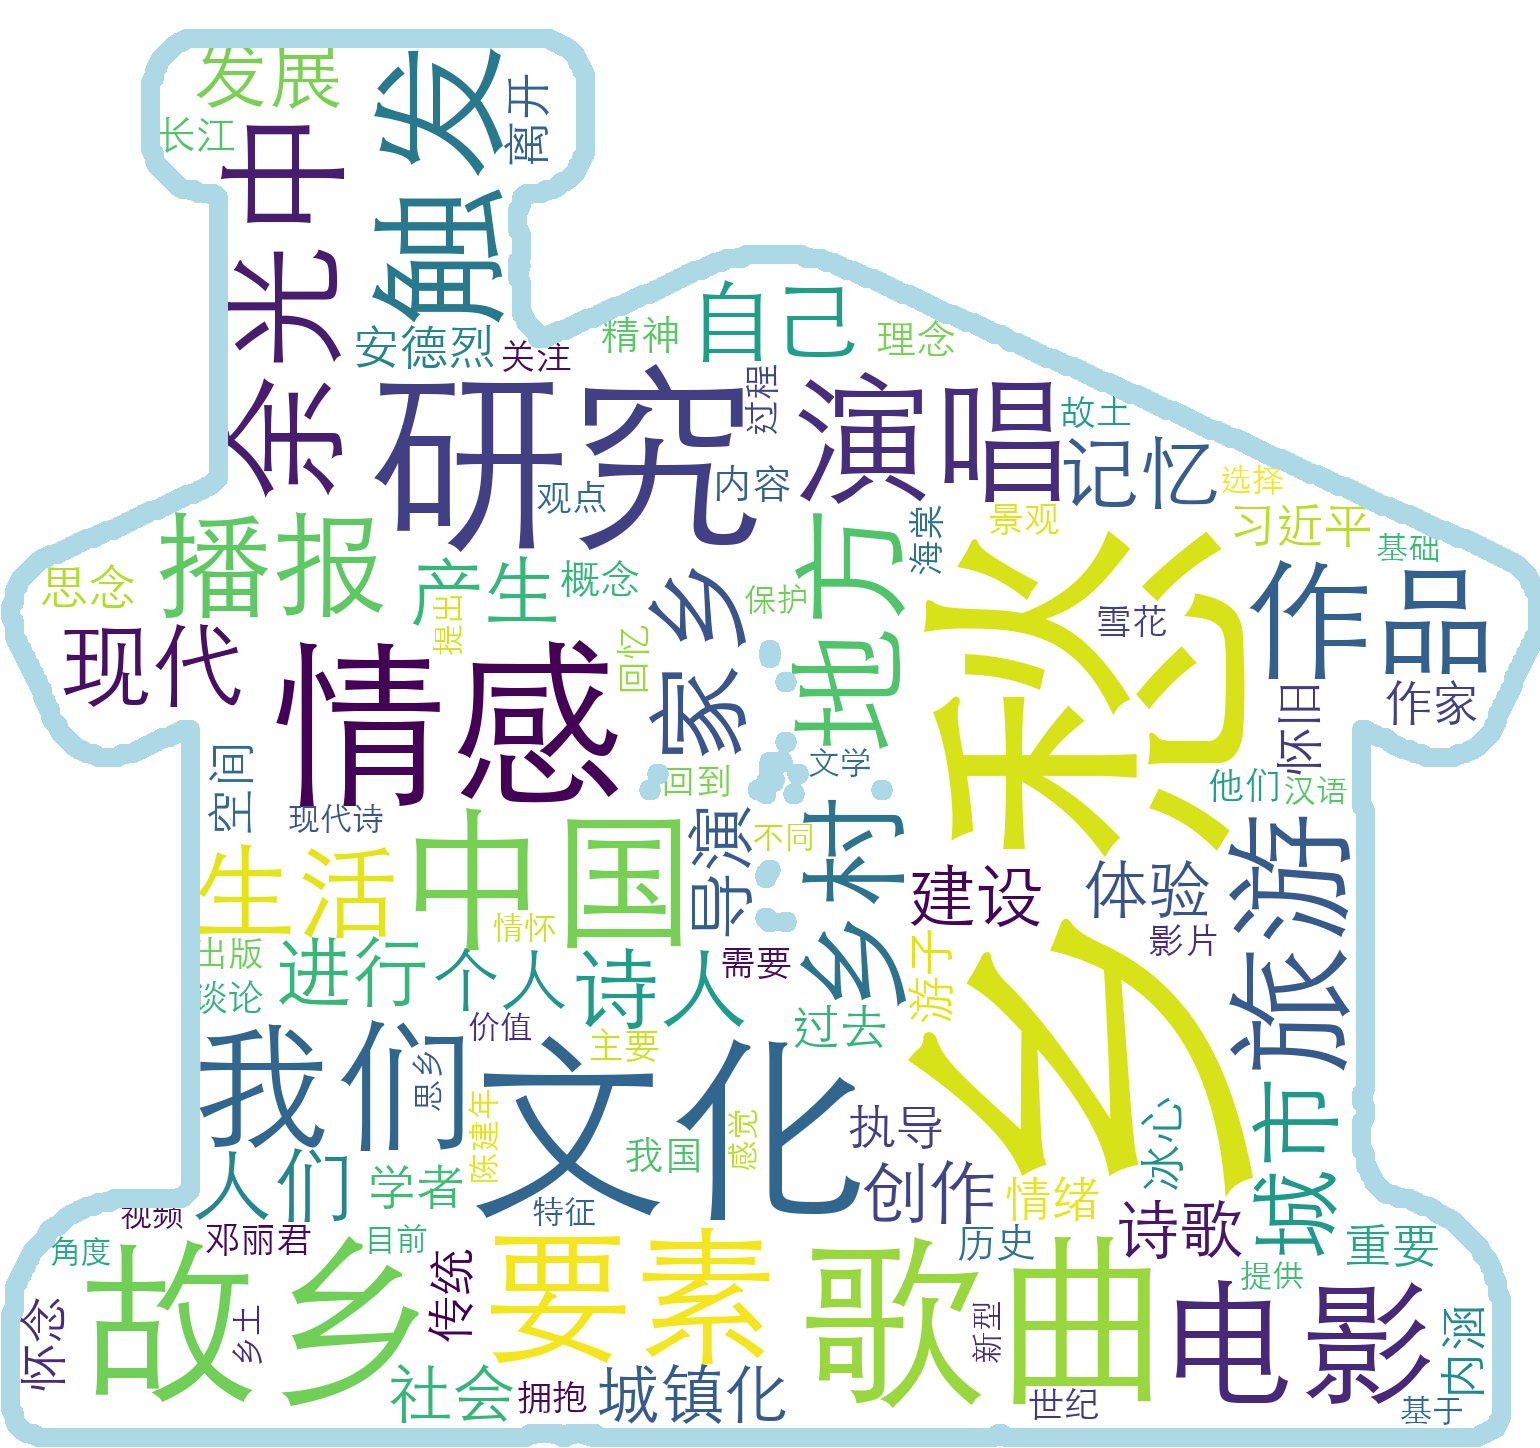 发展
触发
离开
长江
余光中
安德烈
关注
精神
自己
理念
研究
过程
演唱
故土
记忆
选择
观点
内容
景观
习近平
基础
海棠
播报
思念
产生
概念
提出
地方
保护
家乡
乡愁
雪花
作品
现代
情感
回忆
怀旧
作家
空间
现代诗
回到
文学
他们
汉语
中国
导演
不同
乡村
生活
情怀
建设
体验
旅游
影片
出版
谈论
进行
个人
诗人
需要
过去
游子
价值
主要
我们
思乡
文化
陈建年
感觉
我国
执导
冰心
城市
人们
学者
创作
情绪
诗歌
特征
视频
邓丽君
目前
历史
重要
角度
故乡
传统
要素
歌曲
提供
电影
怀念
乡土
新型
内涵
社会
拥抱
城镇化
世纪
基于